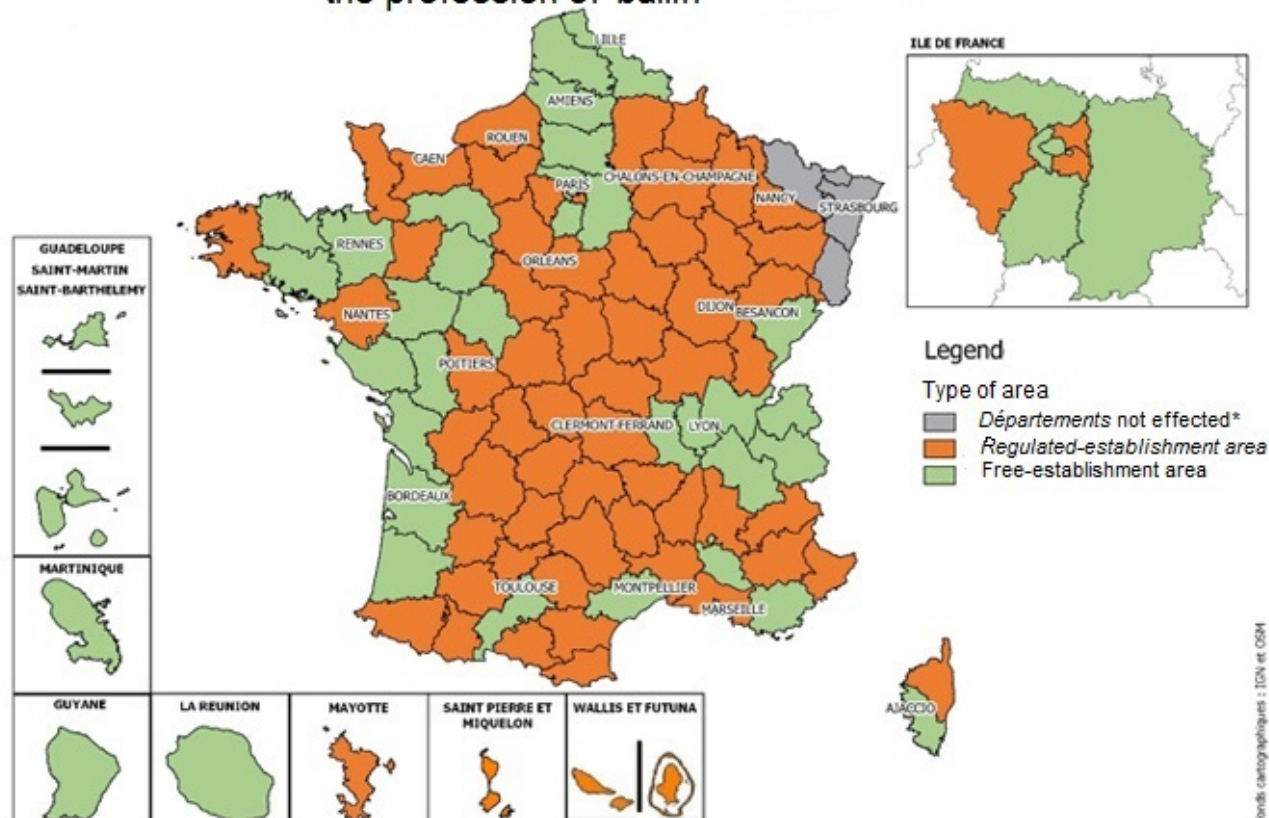 the profession of bailiff
LILLE
ILE DE FRANCE
AMIENS
ROUEN
CAEN
PARIS
CHALONS-EN-CHAMPAGNE
NANCY
STRASBOURG
RENNES
ORLEANS
GUADELOUPE
SAINT-MARTIN
SAINT-BARTHELEMY
NANTES
DIJON
BESANCON
POITIERS
Legend
Type of area
Départements not effected*
Regulated-establishment area
Free-establishment area
CLERMONT-FERRAND
LYON
BORDEAUX
MARTINIQUE
TOULOUSE
MONTPELLIER
MARSEILLE
AJACCIO
GUYANE
LA REUNION
MAYOTTE
SAINT PIERRE ET
MIQUELON
WALLIS ET FUTUNA
onds cartographiques : IGN et OSM